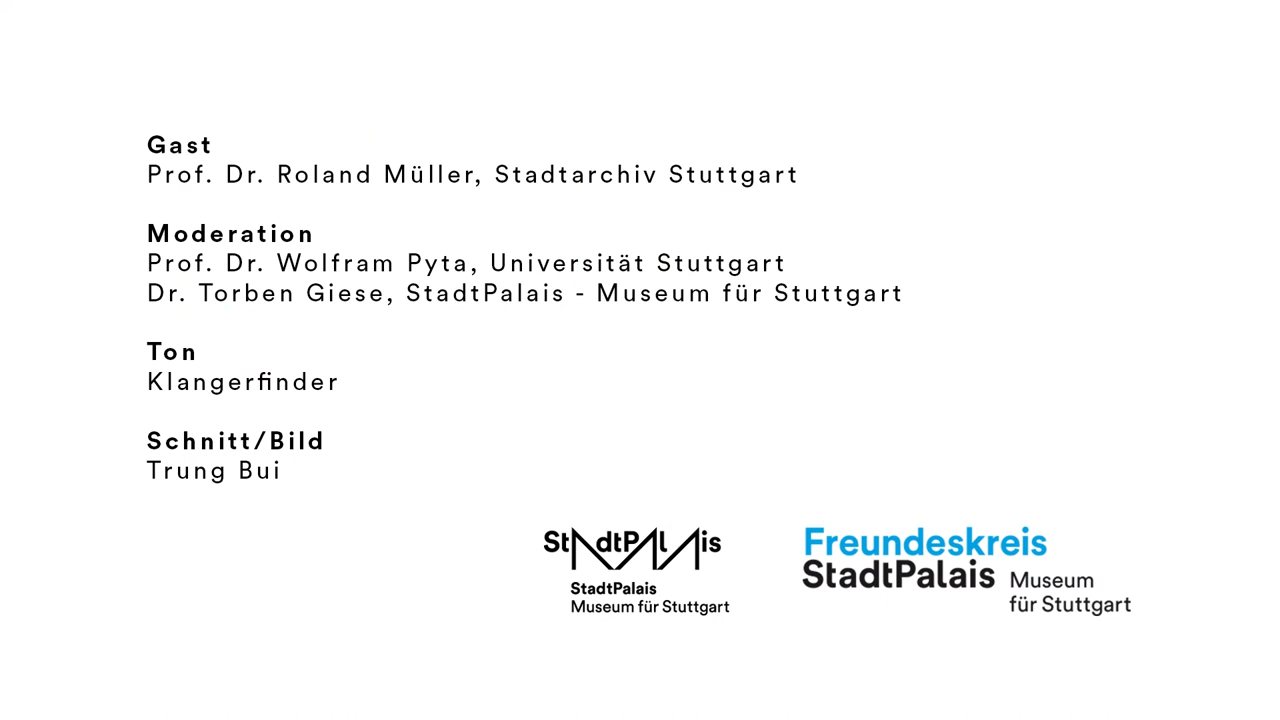 Gast
Prof. Dr. Roland Müller, Stadtarchiv Stuttgart
Moderation
Prof. Dr. Wolfram Pyta, Universität Stuttgart
Dr. Torben Giese, StadtPalais - Museum für Stuttgart
Ton
Klangerfinder
Schnitt/Bild
Trung Bui
StAdtPAlAis
StadtPalais
Museum für Stuttgart
Freundeskreis
StadtPalais Museum
für Stuttgart